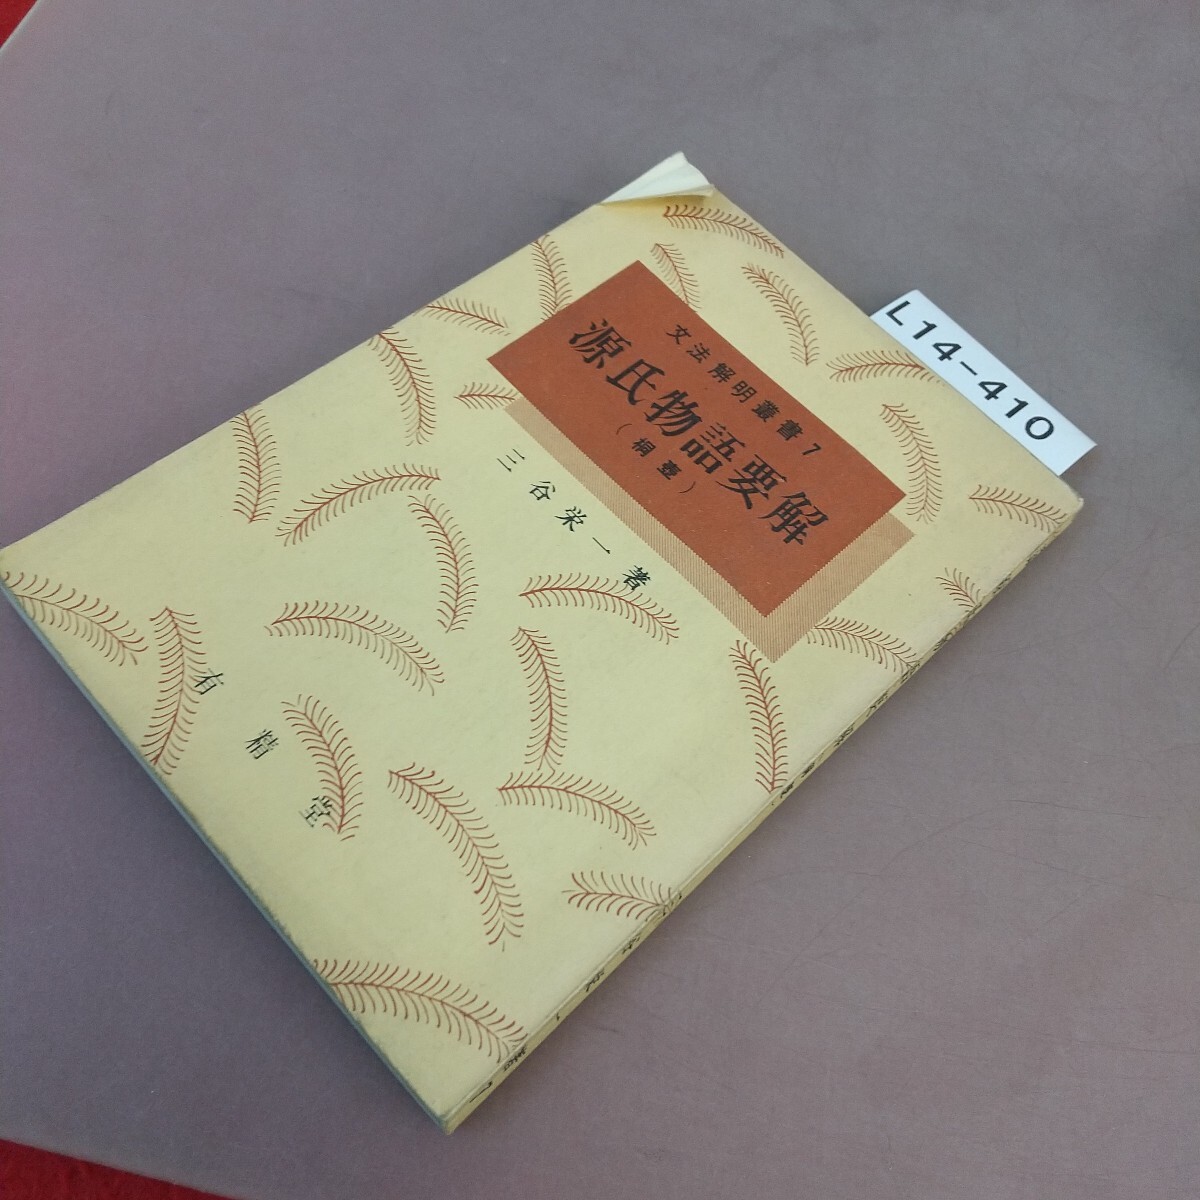 文法解明叢書7
源氏物語要解
(桐壺)
三谷栄一著
有精堂
L14-410